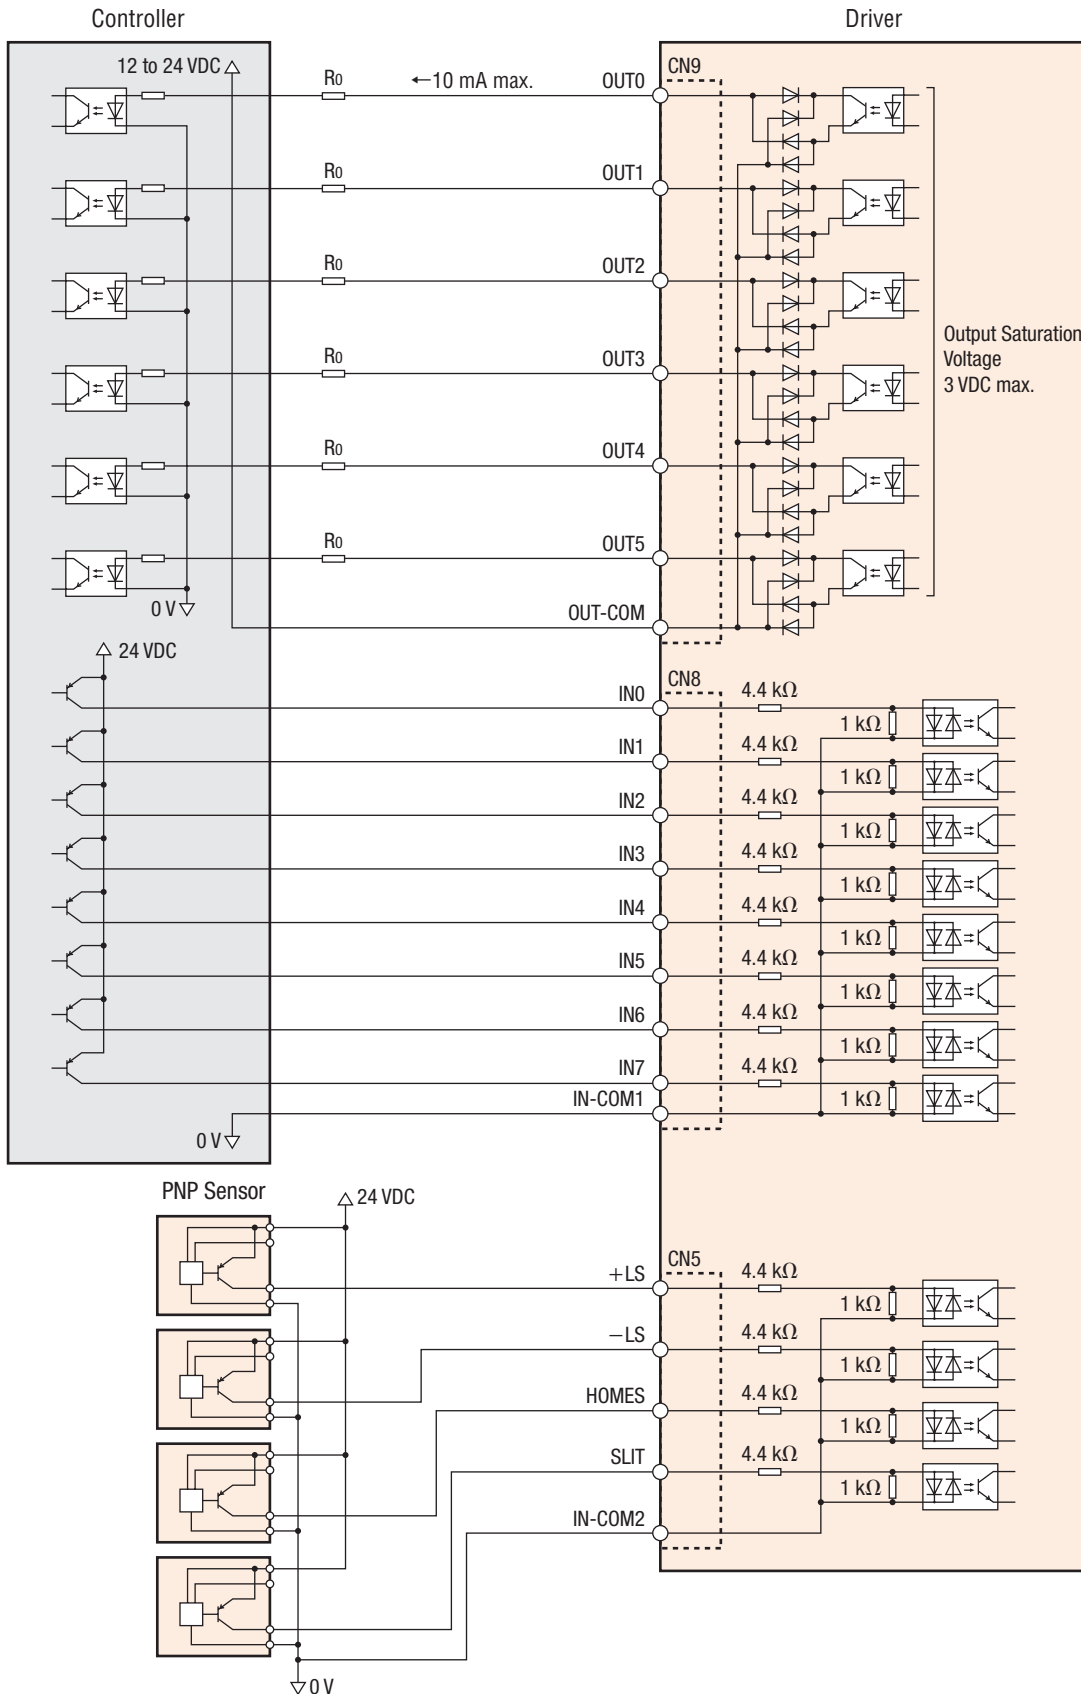 Controller
Driver
12 to 24 VDC
R0
←10 mA max.
OUT0
CN9
R0
OUT1
R0
OUT2
R0
OUT3
R0
OUT4
R0
OUT5
Output Saturation
Voltage
3 VDC max.
0 V
OUT-COM
24 VDC
CN8
IN0
4.4 kΩ
1 kΩ
IN1
4.4 kΩ
1 kΩ
IN2
4.4 kΩ
1 kΩ
IN3
4.4 kΩ
1 kΩ
IN4
4.4 kΩ
1 kΩ
IN5
4.4 kΩ
1 kΩ
IN6
4.4 kΩ
1 kΩ
IN7
4.4 kΩ
1 kΩ
IN-COM1
0 V
PNP Sensor
24 VDC
CN5
+LS
4.4 kΩ
1 kΩ
−LS
4.4 kΩ
1 kΩ
HOMES
4.4 kΩ
1 kΩ
SLIT
4.4 kΩ
1 kΩ
IN-COM2
0 V